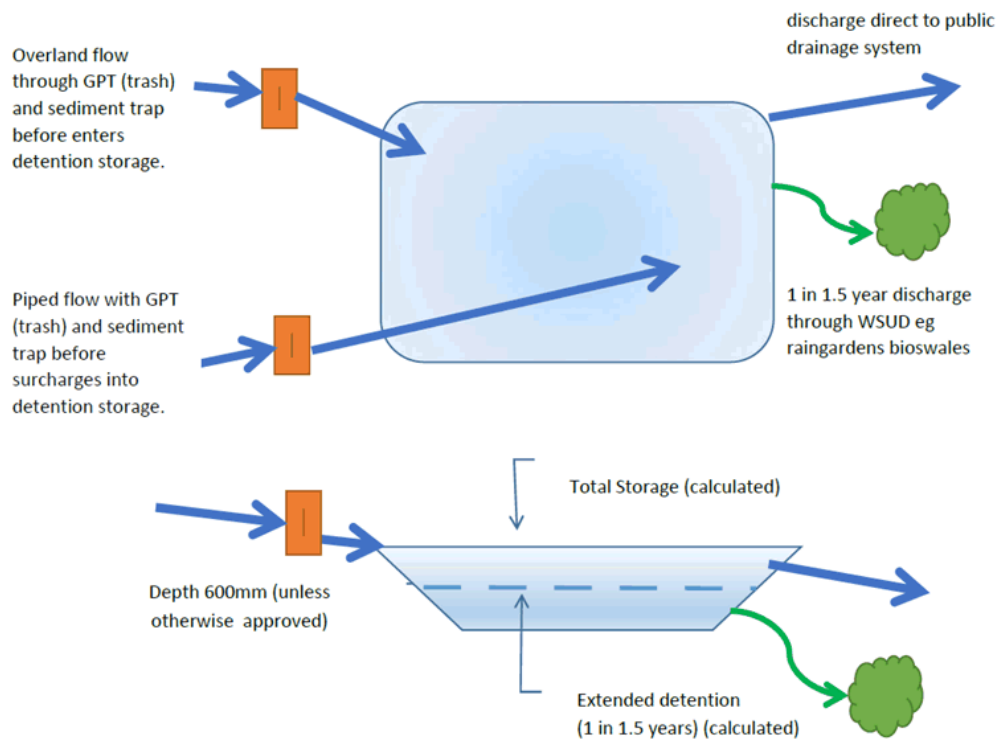 Overland flow
through GPT (trash)
and sediment trap
before enters
detention storage.
discharge direct to public
drainage system
Piped flow with GPT
(trash) and sediment
trap before
surcharges into
detention storage.
1 in 1.5 year discharge
through WSUD eg
raingardens bioswales
Total Storage (calculated)
Depth 600mm (unless
otherwise approved)
Extended detention
(1 in 1.5 years) (calculated)